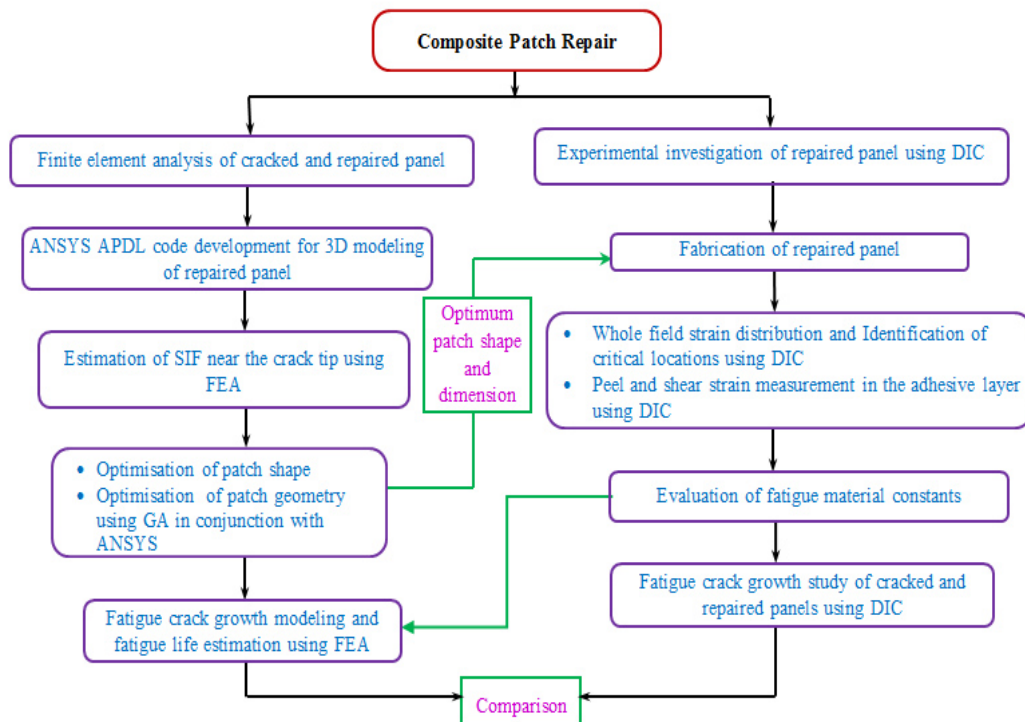 Composite Patch Repair
Finite element analysis of cracked and repaired panel
Experimental investigation of repaired panel using DIC
ANSYS APDL code development for 3D modeling
of repaired panel
Fabrication of repaired panel
Optimum
patch shape
and
dimension
Estimation of SIF near the crack tip using
FEA
• Whole field strain distribution and Identification of
critical locations using DIC
• Peel and shear strain measurement in the adhesive layer
using DIC
• Optimisation of patch shape
• Optimisation of patch geometry
using GA in conjunction with
ANSYS
Evaluation of fatigue material constants
Fatigue crack growth modeling and
fatigue life estimation using FEA
Fatigue crack growth study of cracked and
repaired panels using DIC
Comparison